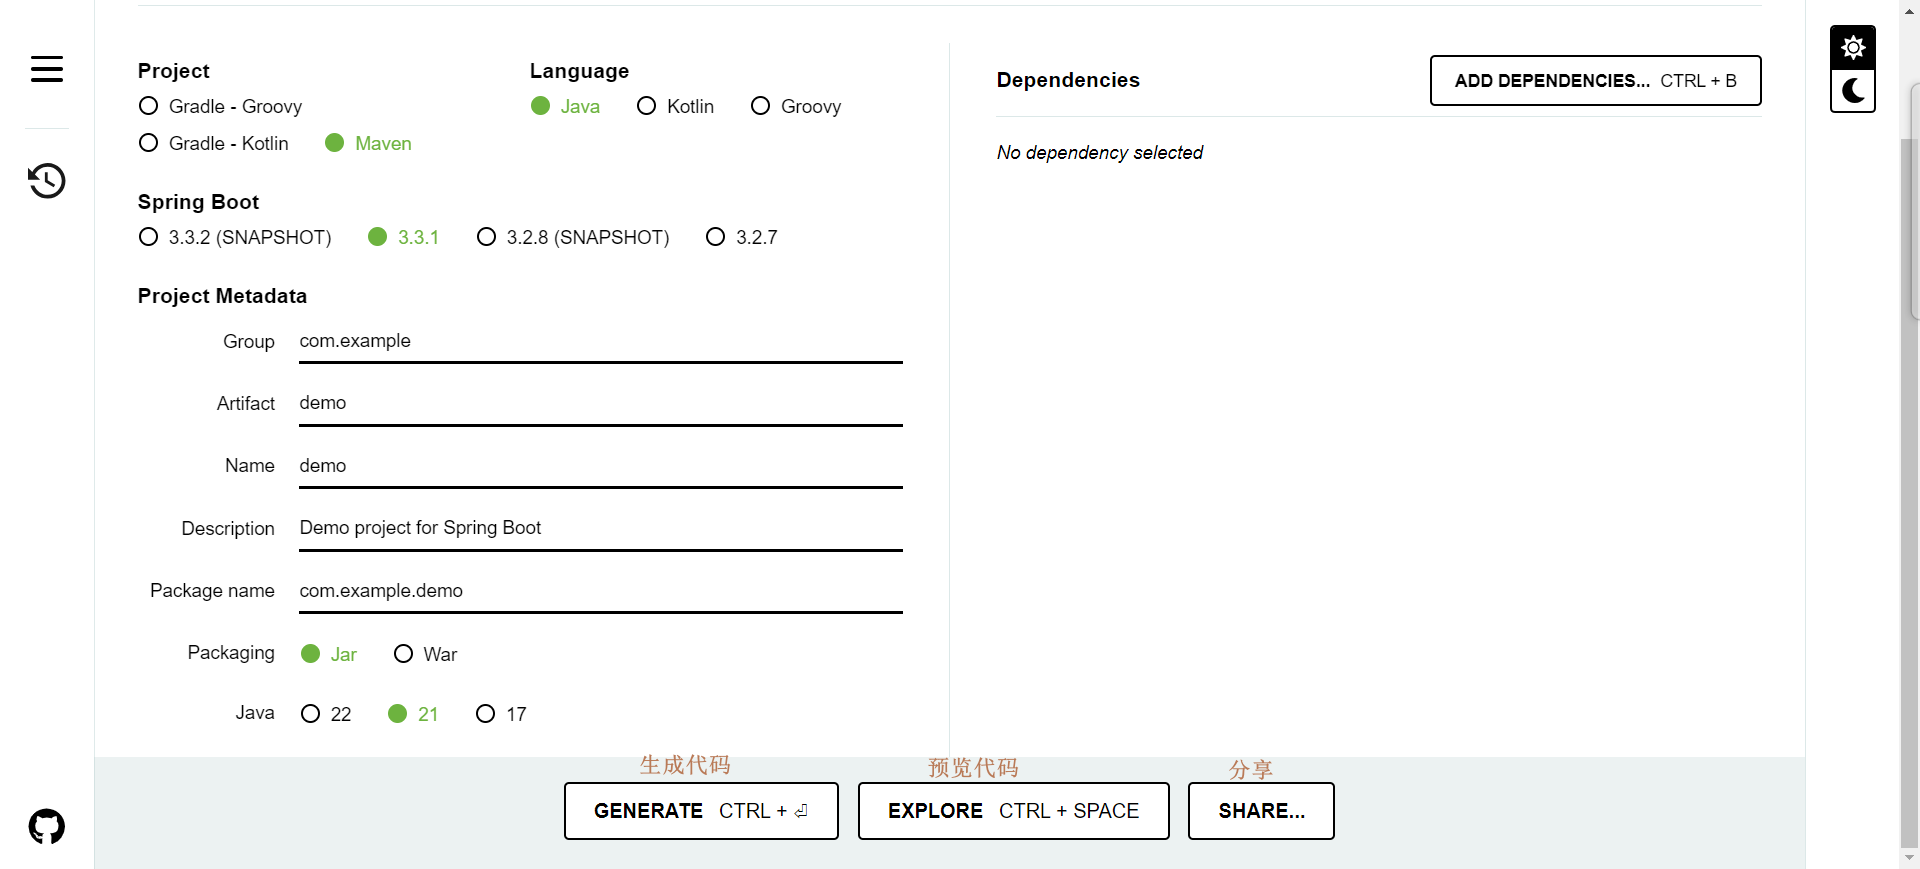 Project
Gradle - Groovy
Gradle - Kotlin Maven
Language
Java Kotlin Groovy
Spring Boot
3.3.2 (SNAPSHOT) 3.3.1 3.2.8 (SNAPSHOT) 3.2.7
Project Metadata
Group com.example
Artifact demo
Name demo
Description Demo project for Spring Boot
Package name com.example.demo
Packaging Jar War
Java 22 21 17
Dependencies ADD DEPENDENCIES... CTRL + B
No dependency selected
生成代码 预览代码 分享
GENERATE CTRL + ⏎ EXPLORE CTRL + SPACE SHARE...